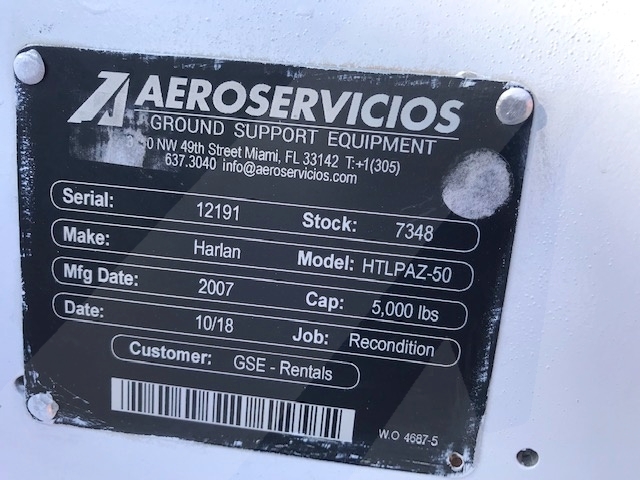 AEROSERVICIOS
GROUND SUPPORT EQUIPMENT
0 NW 49th Street Miami, FL 33142 T:+1(305)
637.3040 info@aeroservicios.com
Serial: 12191 Stock: 7348
Make: Harlan Model: HTLPAZ-50
Mfg Date: 2007 Cap: 5,000 lbs
Date: 10/18 Job: Recondition
Customer: GSE - Rentals
W.O 4687-5